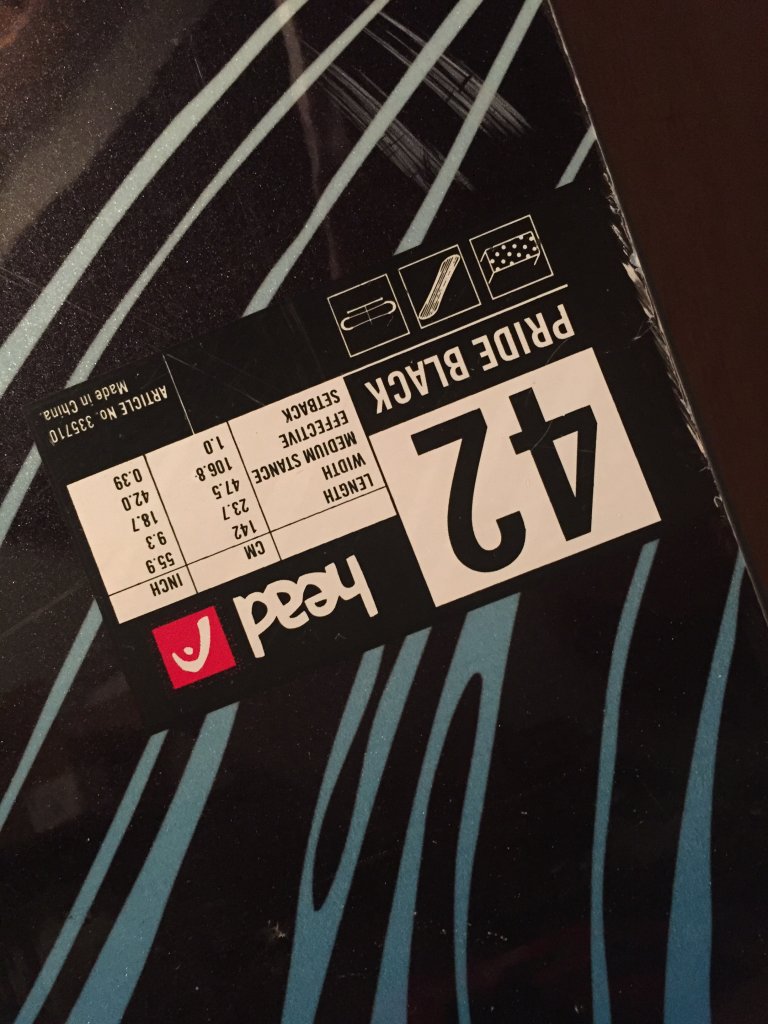 head
42
PRIDE BLACK
CM INCH
LENGTH 142 55.9
WIDTH 23.7 9.3
MEDIUM STANCE 47.5 18.7
EFFECTIVE 106.8 42.0
SETBACK 1.0 0.39
ARTICLE No. 335710
Made in China.